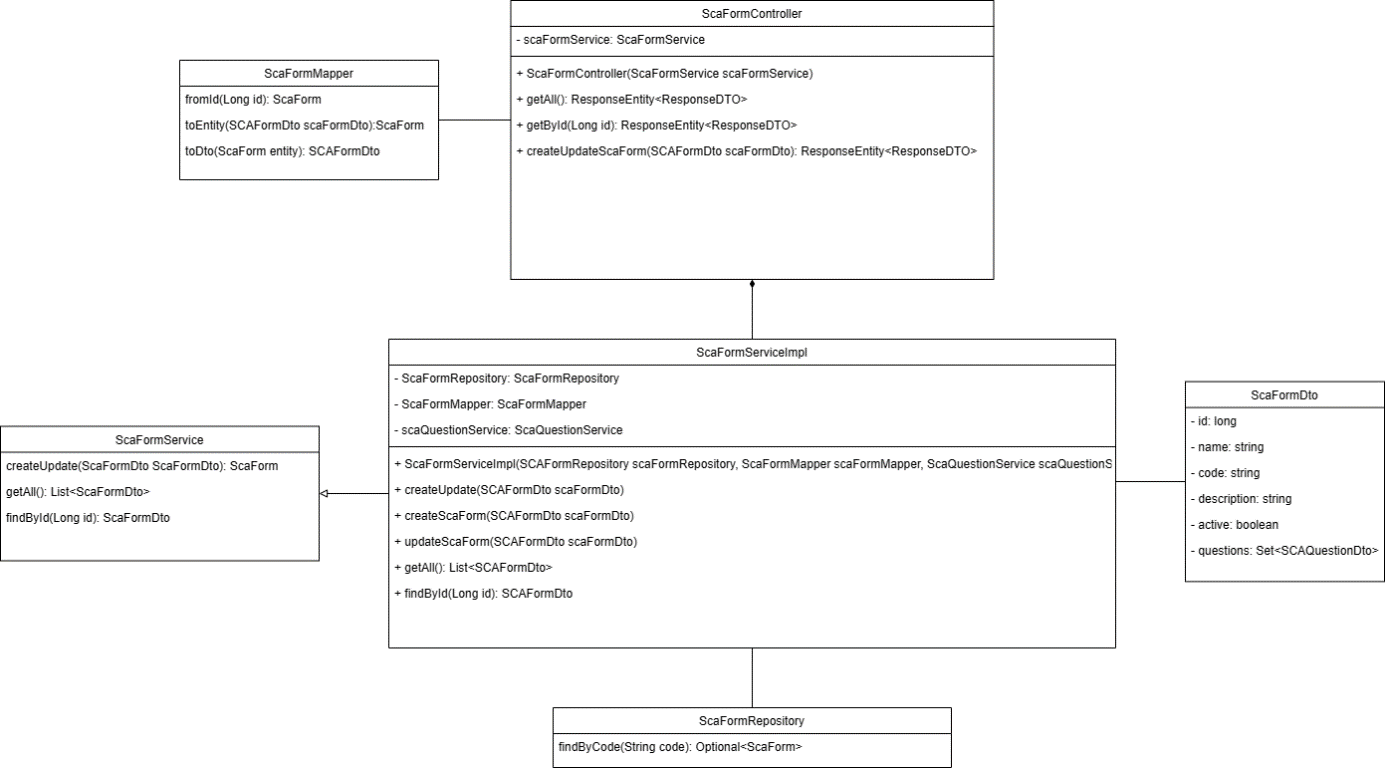 ScaFormController
- scaFormService: ScaFormService
+ ScaFormController(ScaFormService scaFormService)
+ getAll(): ResponseEntity<ResponseDTO>
+ getById(Long id): ResponseEntity<ResponseDTO>
+ createUpdateScaForm(SCAFormDto scaFormDto): ResponseEntity<ResponseDTO>
ScaFormMapper
fromId(Long id): ScaForm
toEntity(SCAFormDto scaFormDto):ScaForm
toDto(ScaForm entity): SCAFormDto
ScaFormServiceImpl
- ScaFormRepository: ScaFormRepository
- ScaFormMapper: ScaFormMapper
- scaQuestionService: ScaQuestionService
+ ScaFormServiceImpl(SCAFormRepository scaFormRepository, ScaFormMapper scaFormMapper, ScaQuestionService scaQuestionS
+ createUpdate(SCAFormDto scaFormDto)
+ createScaForm(SCAFormDto scaFormDto)
+ updateScaForm(SCAFormDto scaFormDto)
+ getAll(): List<SCAFormDto>
+ findById(Long id): SCAFormDto
ScaFormService
createUpdate(ScaFormDto ScaFormDto): ScaForm
getAll(): List<ScaFormDto>
findById(Long id): ScaFormDto
ScaFormDto
- id: long
- name: string
- code: string
- description: string
- active: boolean
- questions: Set<SCAQuestionDto>
ScaFormRepository
findByCode(String code): Optional<ScaForm>